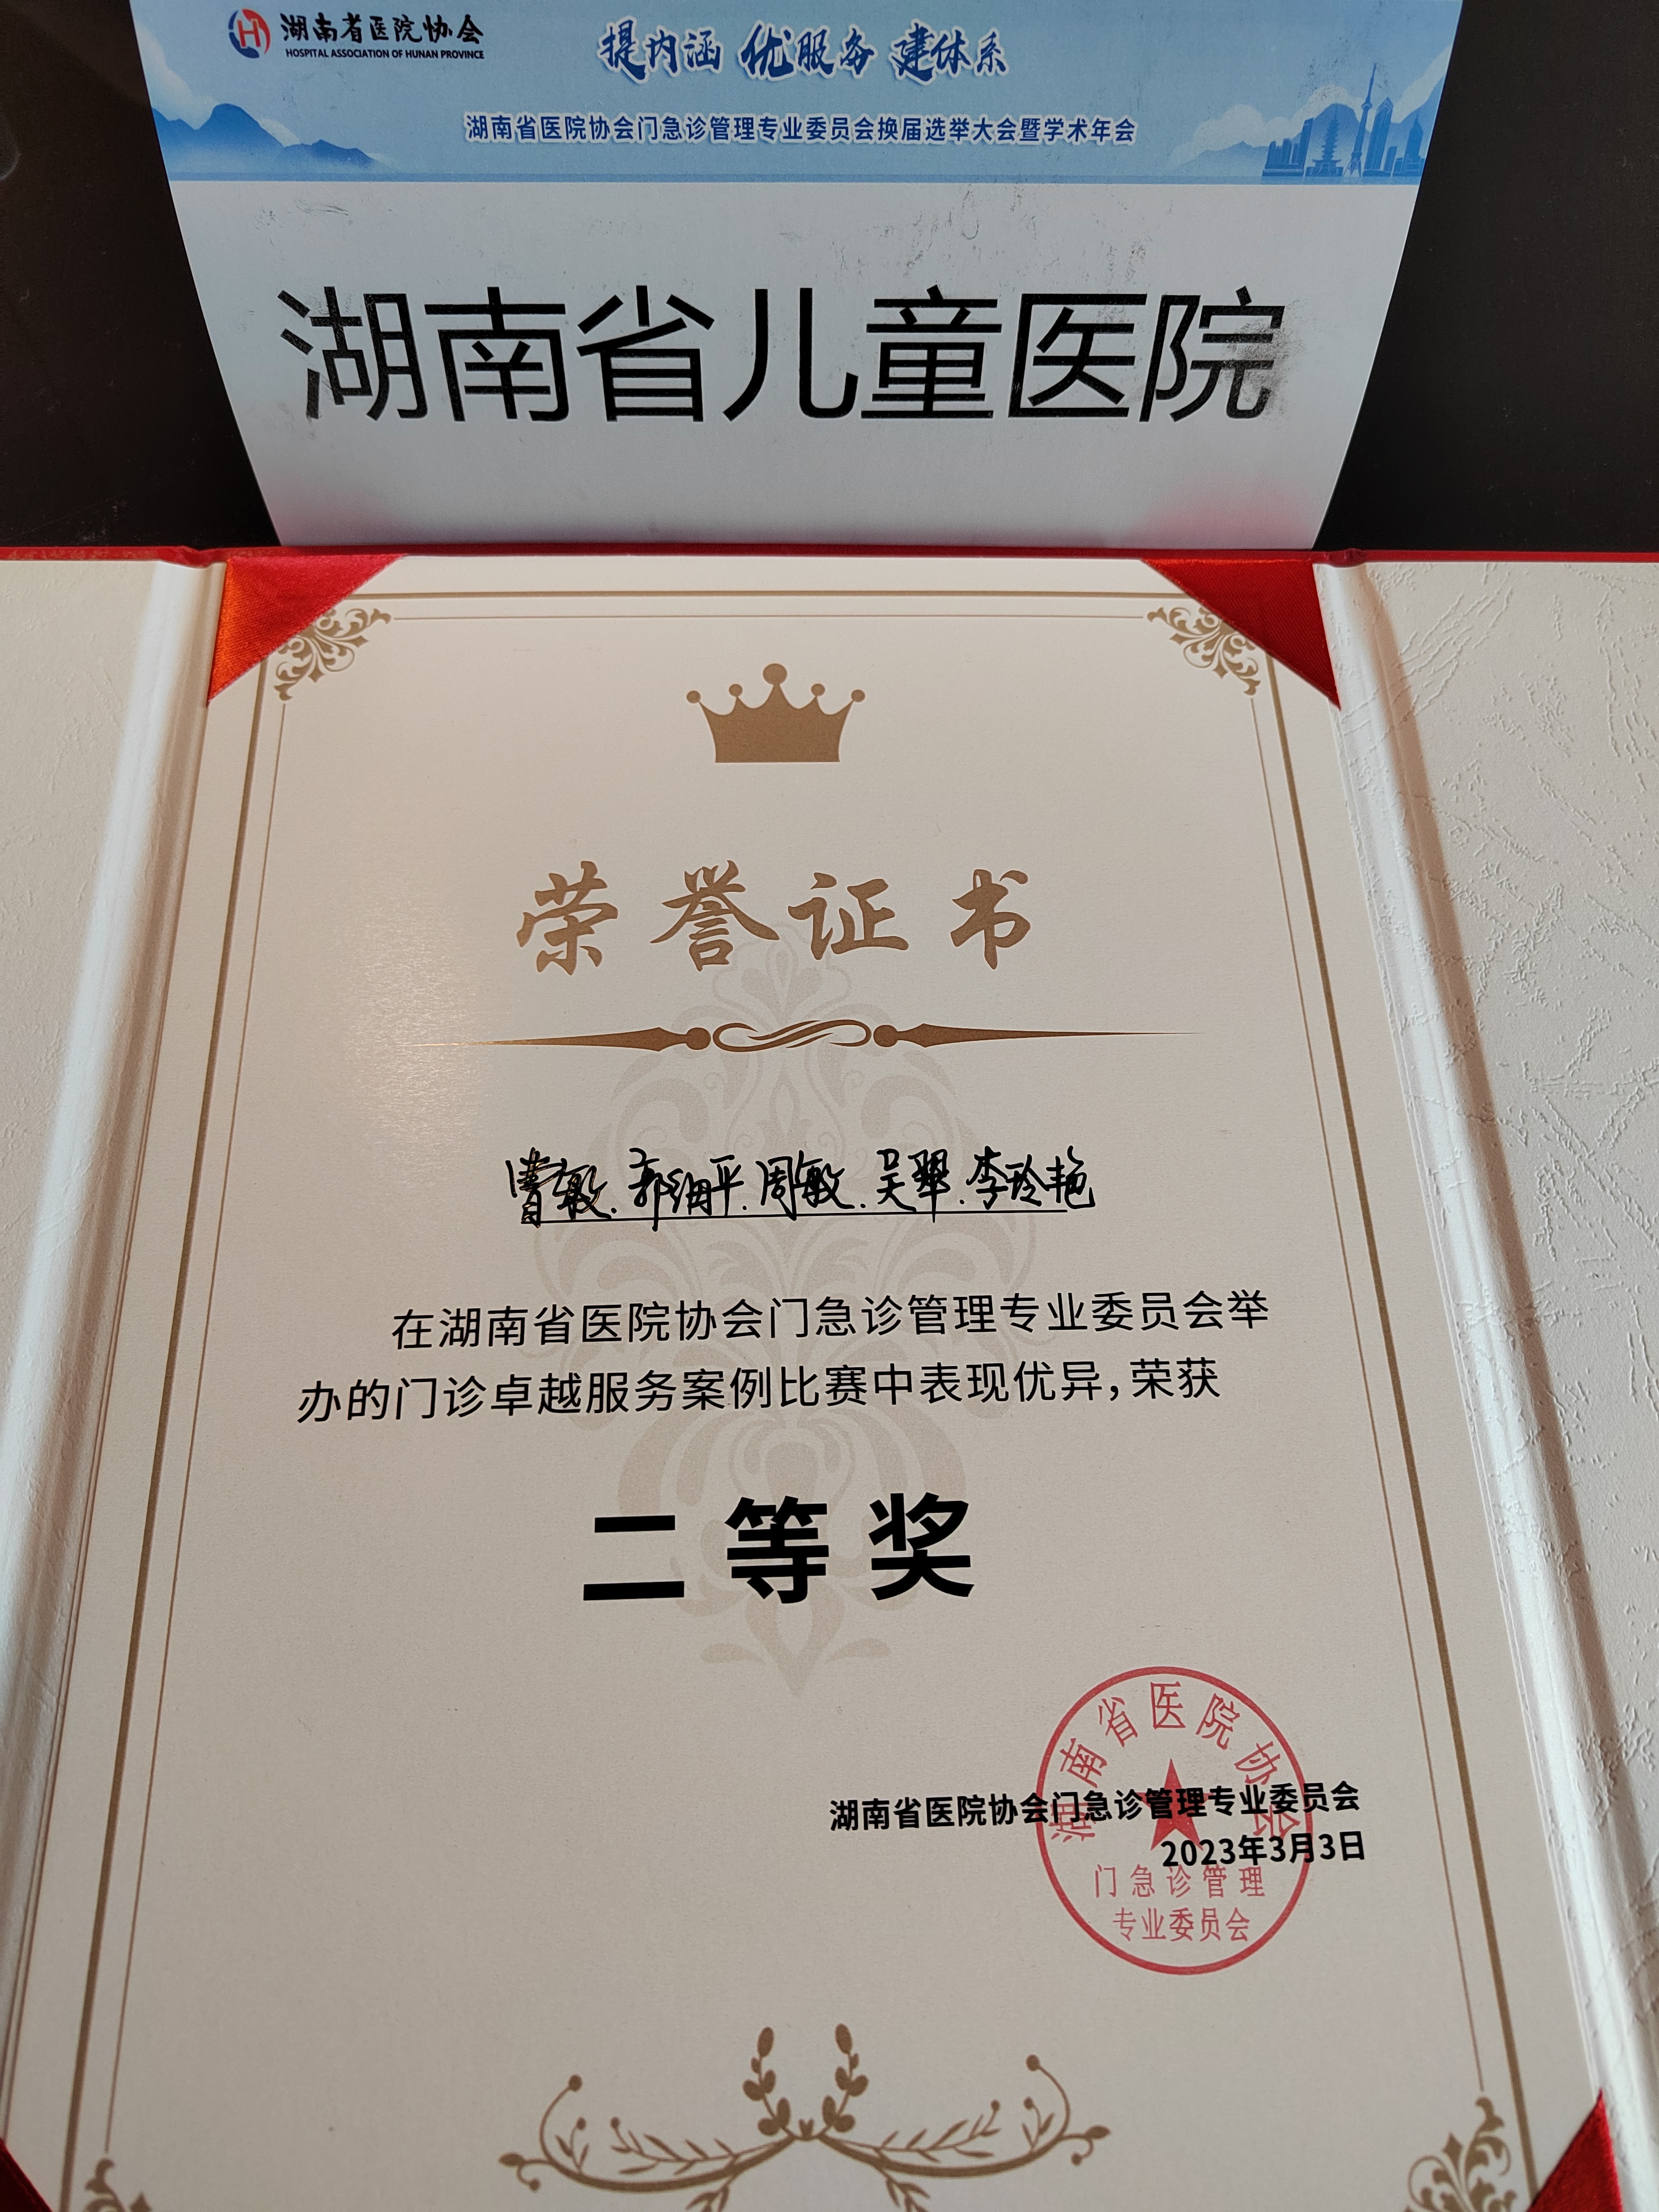 湖南省医院协会
HOSPITAL ASSOCIATION OF HUNAN PROVINCE
提内涵 优服务 建体系
湖南省医院协会门急诊管理专业委员会换届选举大会暨学术年会
湖南省儿童医院
荣誉证书
曹敏.郭细平.周敏.吴翠.李玲艳
在湖南省医院协会门急诊管理专业委员会举
办的门诊卓越服务案例比赛中表现优异，荣获
二等奖
湖南省医院协会门急诊管理专业委员会
2023年3月3日
湖南省医院协会
门急诊管理
专业委员会